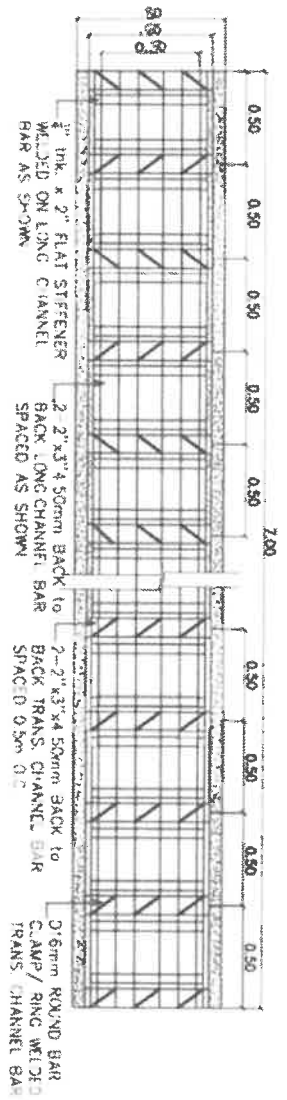 0.50
0.50
0.50
0.50
0.50
7.00
0.50
0.50
0.50
0.50
thk. x 2" FLAT STIFFENER
WELDED ON LONG CHANNEL
BAR AS SHOWN
2-2"x3"4.50mm BACK to
BACK LONG CHANNEL BAR
SPACED AS SHOWN
2-2"x3"x4.50mm BACK to
BACK TRANS. CHANNEL BAR
SPACED 0.5m O.C
16mm ROUND BAR
CLAMP/ RING WELDED
TRANS. CHANNEL BAR